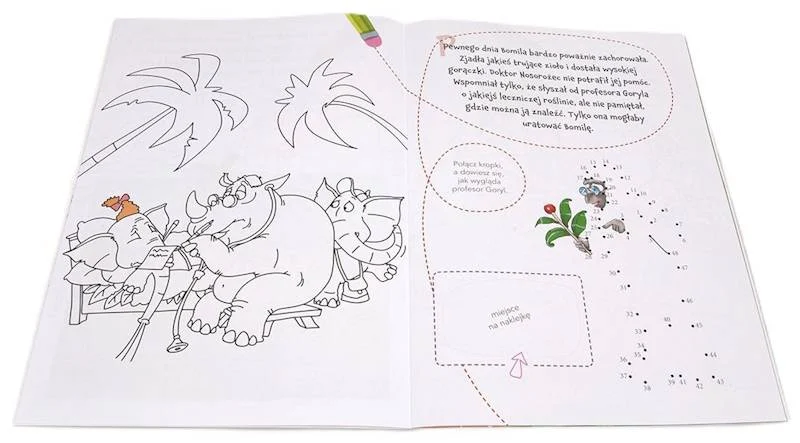 Pewnego dnia Bomila bardzo poważnie zachorowała.
Zjadła jakieś trujące zioło i dostała wysokiej
gorączki. Doktor Nosorożec nie potrafił jej pomóc.
Wspomniał tylko, że słyszał od profesora Goryla
o jakiejś leczniczej roślinie, ale nie pamiętał,
gdzie można ją znaleźć. Tylko ona mogłaby
uratować Bomilę.
Połącz kropki,
a dowiesz się,
jak wygląda
profesor Goryl.
miejsce
na naklejkę